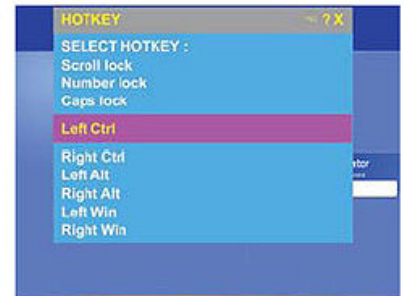 HOTKEY ? X
SELECT HOTKEY :
Scroll lock
Number lock
Caps lock
Left Ctrl
Right Ctrl
Left Alt
Right Alt
Left Win
Right Win